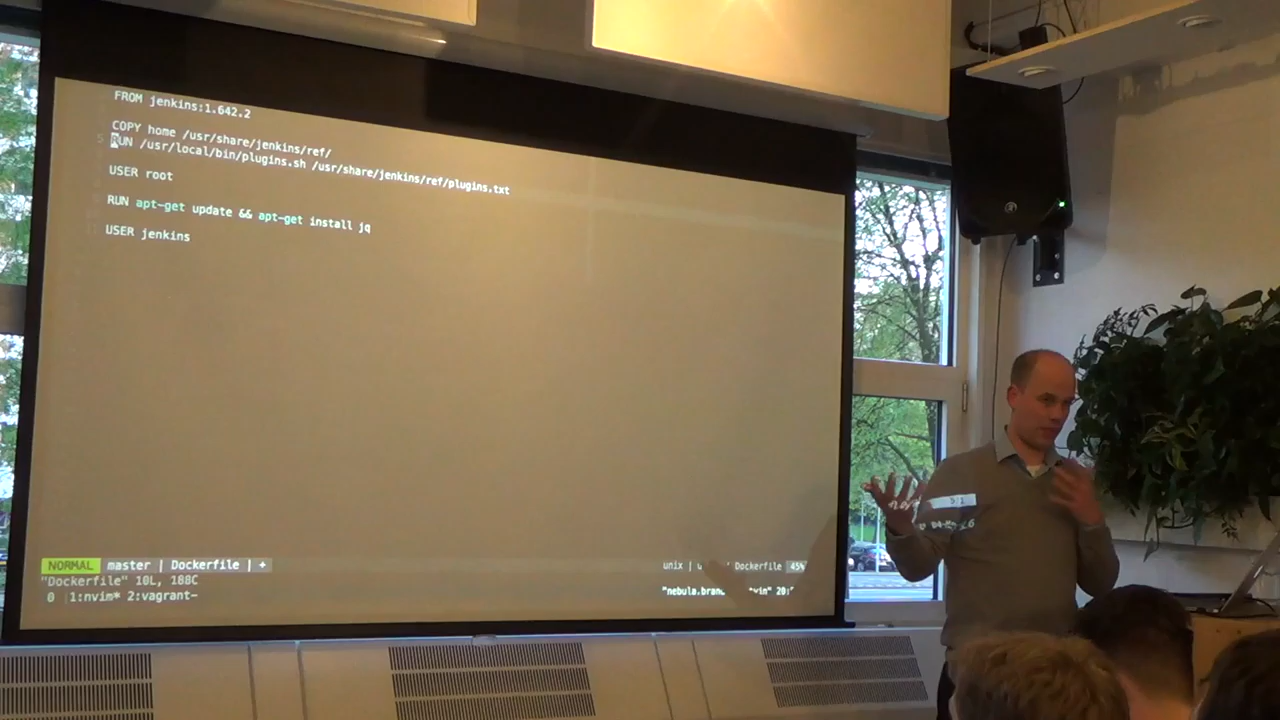 FROM jenkins:1.642.2
COPY home /usr/share/jenkins/ref/
5 RUN /usr/local/bin/plugins.sh /usr/share/jenkins/ref/plugins.txt
USER root
RUN apt-get update && apt-get install jq
USER jenkins
NORMAL master | Dockerfile | + unix | Dockerfile 45%
"Dockerfile" 10L, 188C
0 1:nvim* 2:vagrant-